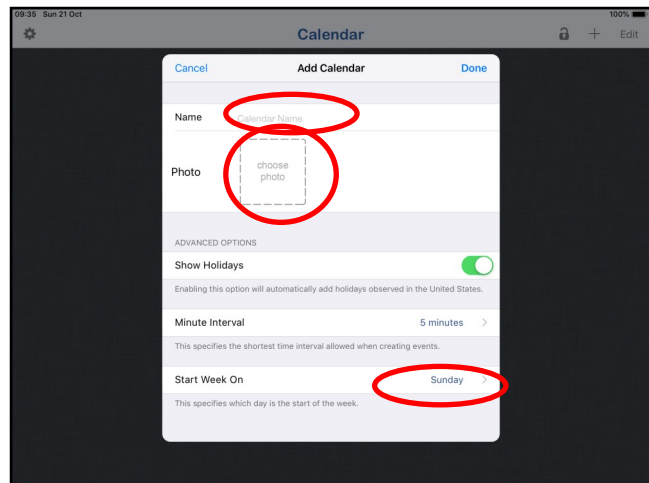 09:35 Sun 21 Oct 100%
Calendar Edit
Cancel Add Calendar Done
Name Calendar Name
Photo choose photo
ADVANCED OPTIONS
Show Holidays
Enabling this option will automatically add holidays observed in the United States.
Minute Interval 5 minutes
This specifies the shortest time interval allowed when creating events.
Start Week On Sunday
This specifies which day is the start of the week.